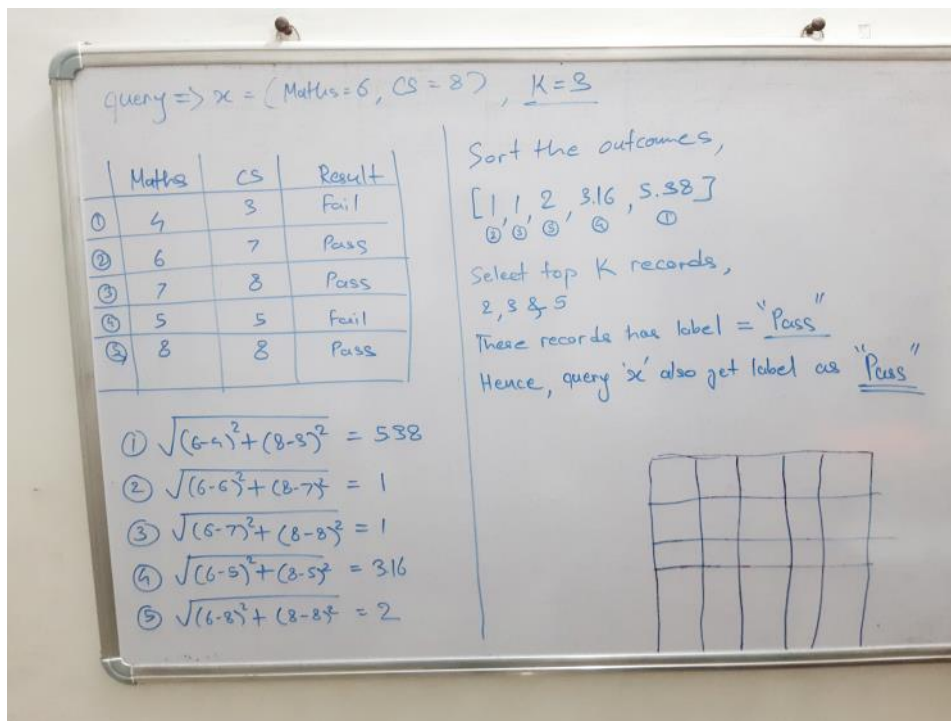 query => x = (Maths = 6, CS = 8), K=3
Maths CS Result
① 4 3 Fail
② 6 7 Pass
③ 7 8 Pass
④ 5 5 Fail
⑤ 8 8 Pass
① √(6-4)²+(8-3)² = 5.38
② √(6-6)²+(8-7)² = 1
③ √(6-7)²+(8-8)² = 1
④ √(6-5)²+(8-5)² = 3.16
⑤ √(6-8)²+(8-8)² = 2
Sort the outcomes,
[1, 1, 2, 3.16, 5.38]
② ③ ⑤ ④ ①
Select top K records,
2, 3 & 5
These records has label = "Pass"
Hence, query 'x' also get label as "Pass"